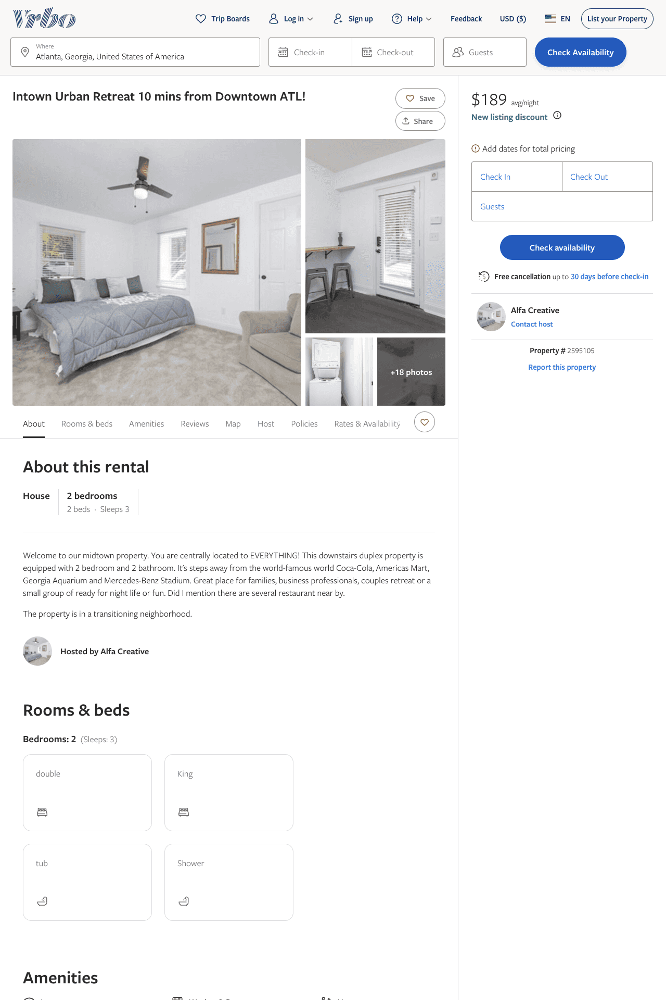 Vrbo
Trip Boards
Log in
Sign up
Help
Feedback
USD ($)
EN
List your Property
Where
Atlanta, Georgia, United States of America
Check-in
Check-out
Guests
Check Availability
Intown Urban Retreat 10 mins from Downtown ATL!
Save
Share
+18 photos
$189 avg/night
New listing discount
Add dates for total pricing
Check In
Check Out
Guests
Check availability
Free cancellation up to 30 days before check-in
Alfa Creative
Contact host
Property # 2595105
Report this property
About
Rooms & beds
Amenities
Reviews
Map
Host
Policies
Rates & Availability
About this rental
House
2 bedrooms
2 beds · Sleeps 3
Welcome to our midtown property. You are centrally located to EVERYTHING! This downstairs duplex property is
equipped with 2 bedroom and 2 bathroom. It's steps away from the world-famous world Coca-Cola, Americas Mart,
Georgia Aquarium and Mercedes-Benz Stadium. Great place for families, business professionals, couples retreat or a
small group of ready for night life or fun. Did I mention there are several restaurant near by.
The property is in a transitioning neighborhood.
Hosted by Alfa Creative
Rooms & beds
Bedrooms: 2 (Sleeps: 3)
double
King
tub
Shower
Amenities